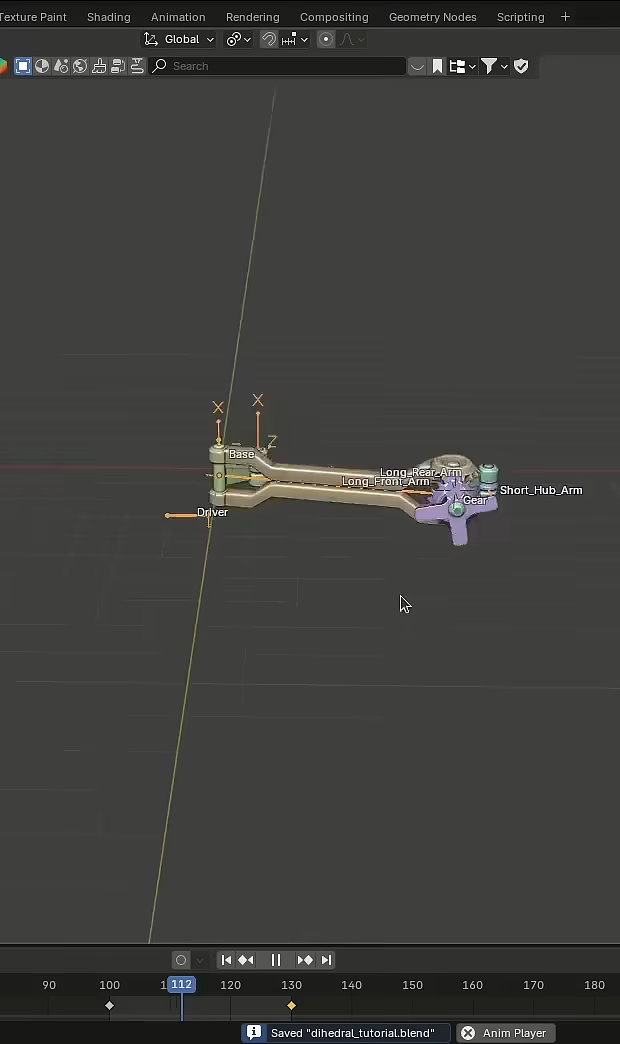 Texture Paint Shading Animation Rendering Compositing Geometry Nodes Scripting +
Global
Search
X
X
Z
Base
Long_Rear_Arm
Long_Front_Arm
Short_Hub_Arm
Gear
Driver
90 100 112 120 130 140 150 160 170 180
Saved "dihedral_tutorial.blend" Anim Player